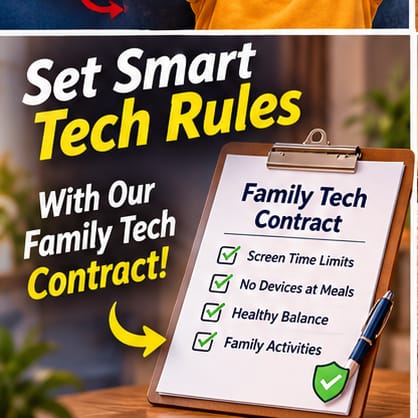 Set Smart
Tech Rules
With Our
Family Tech
Contract!
Family Tech
Contract
Screen Time Limits
No Devices at Meals
Healthy Balance
Family Activities